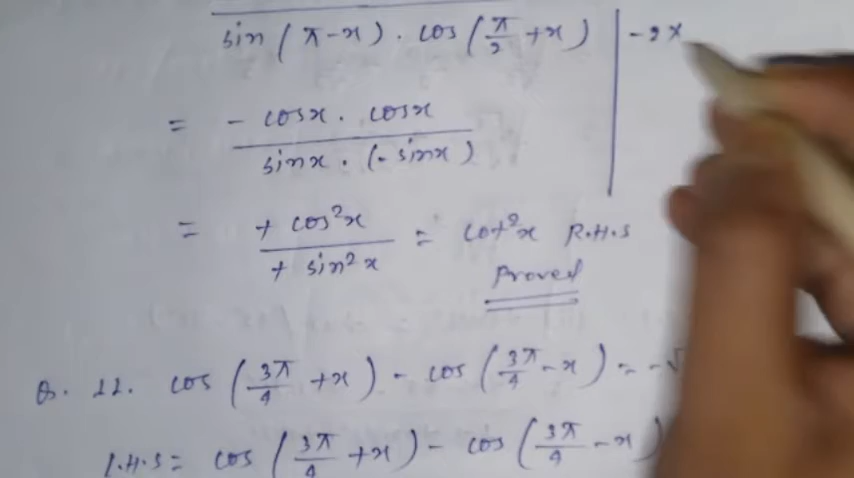 sin(π-x). cos(π/2+x) | -2x
= - cosx. cosx / sinx. (- sinx)
= + cos²x / + sin²x = cot²x R.H.S
Proved
Q. 11. cos(3π/4 +x) - cos(3π/4 -x) = -√
L.H.S = cos(3π/4 +x) - cos(3π/4 -x)